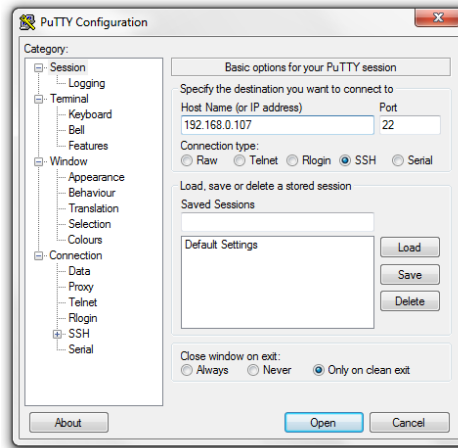 PuTTY Configuration
Category:
Session
Logging
Terminal
Keyboard
Bell
Features
Window
Appearance
Behaviour
Translation
Selection
Colours
Connection
Data
Proxy
Telnet
Rlogin
SSH
Serial
Basic options for your PuTTY session
Specify the destination you want to connect to
Host Name (or IP address) Port
192.168.0.107 22
Connection type:
Raw Telnet Rlogin SSH Serial
Load, save or delete a stored session
Saved Sessions
Default Settings
Load
Save
Delete
Close window on exit:
Always Never Only on clean exit
About Open Cancel